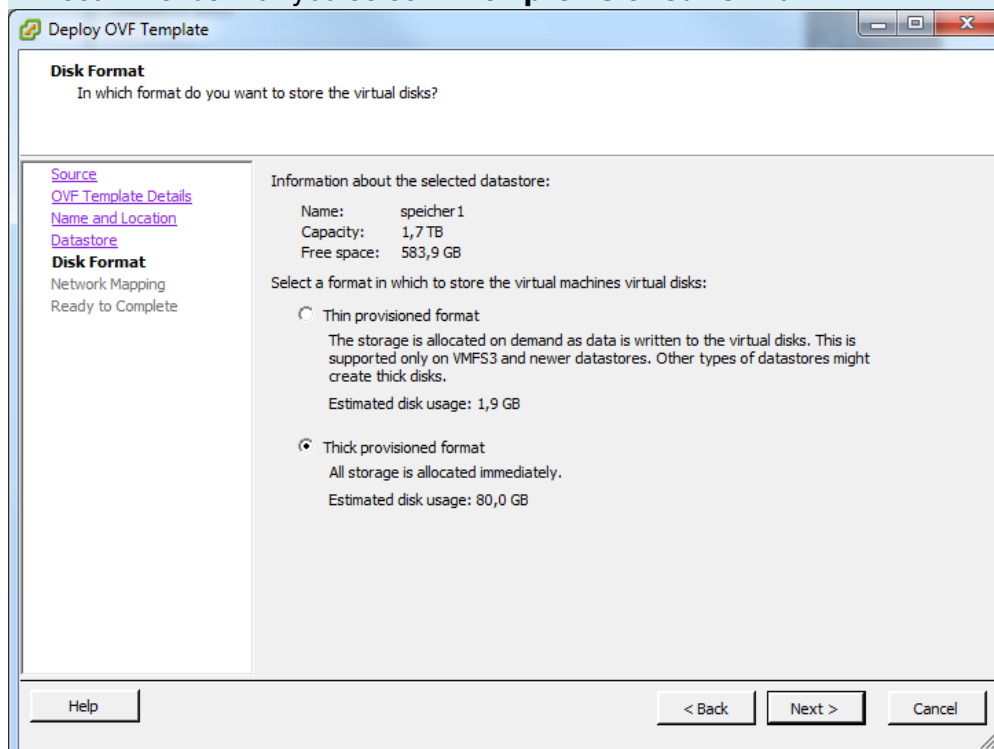 Deploy OVF Template
Disk Format
In which format do you want to store the virtual disks?
Source
OVF Template Details
Name and Location
Datastore
Disk Format
Network Mapping
Ready to Complete
Information about the selected datastore:
Name: speicher1
Capacity: 1,7 TB
Free space: 583,9 GB
Select a format in which to store the virtual machines virtual disks:
Thin provisioned format
The storage is allocated on demand as data is written to the virtual disks. This is
supported only on VMFS3 and newer datastores. Other types of datastores might
create thick disks.
Estimated disk usage: 1,9 GB
Thick provisioned format
All storage is allocated immediately.
Estimated disk usage: 80,0 GB
Help
< Back
Next >
Cancel